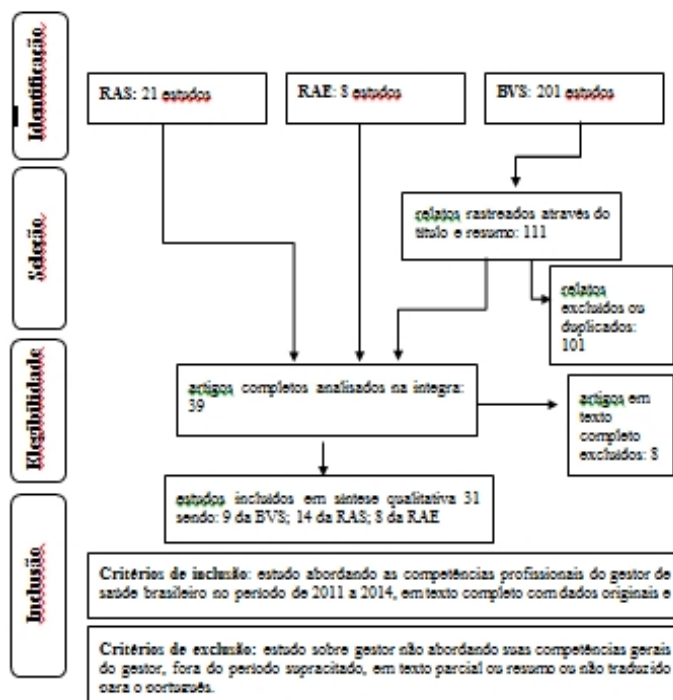 Identificação
RAS: 21 estudos
RAE: 8 estudos
BVS: 201 estudos
Seleção
relatos rastreados através do
título e resumo: 111
relatos
excluídos ou
duplicados:
101
Elegibilidade
artigos completos analisados na íntegra:
39
artigos em
texto
completo
excluídos: 8
estudos incluídos em síntese qualitativa 31
sendo: 9 da BVS; 14 da RAS; 8 da RAE
Inclusão
Critérios de inclusão: estudo abordando as competências profissionais do gestor de
saúde brasileiro no período de 2011 a 2014, em texto completo com dados originais e
Critérios de exclusão: estudo sobre gestor não abordando suas competências gerais
do gestor, fora do período supracitado, em texto parcial ou resumo ou não traduzido
para o português.